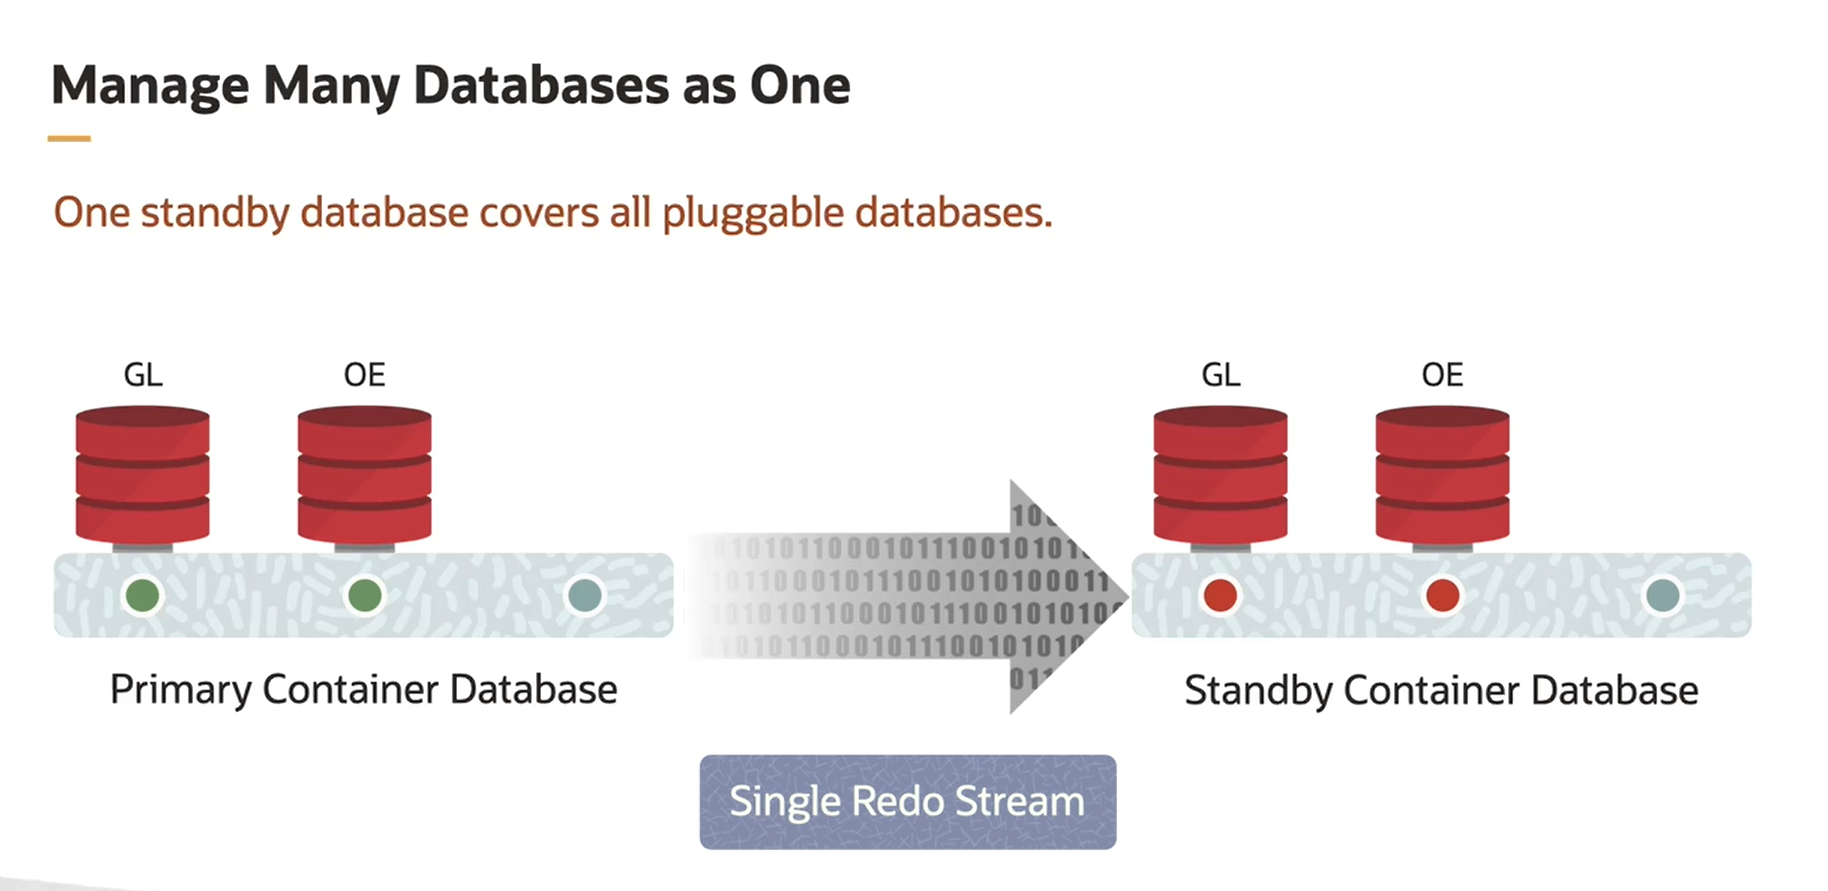 Manage Many Databases as One
One standby database covers all pluggable databases.
GL
OE
GL
OE
Primary Container Database
Standby Container Database
Single Redo Stream